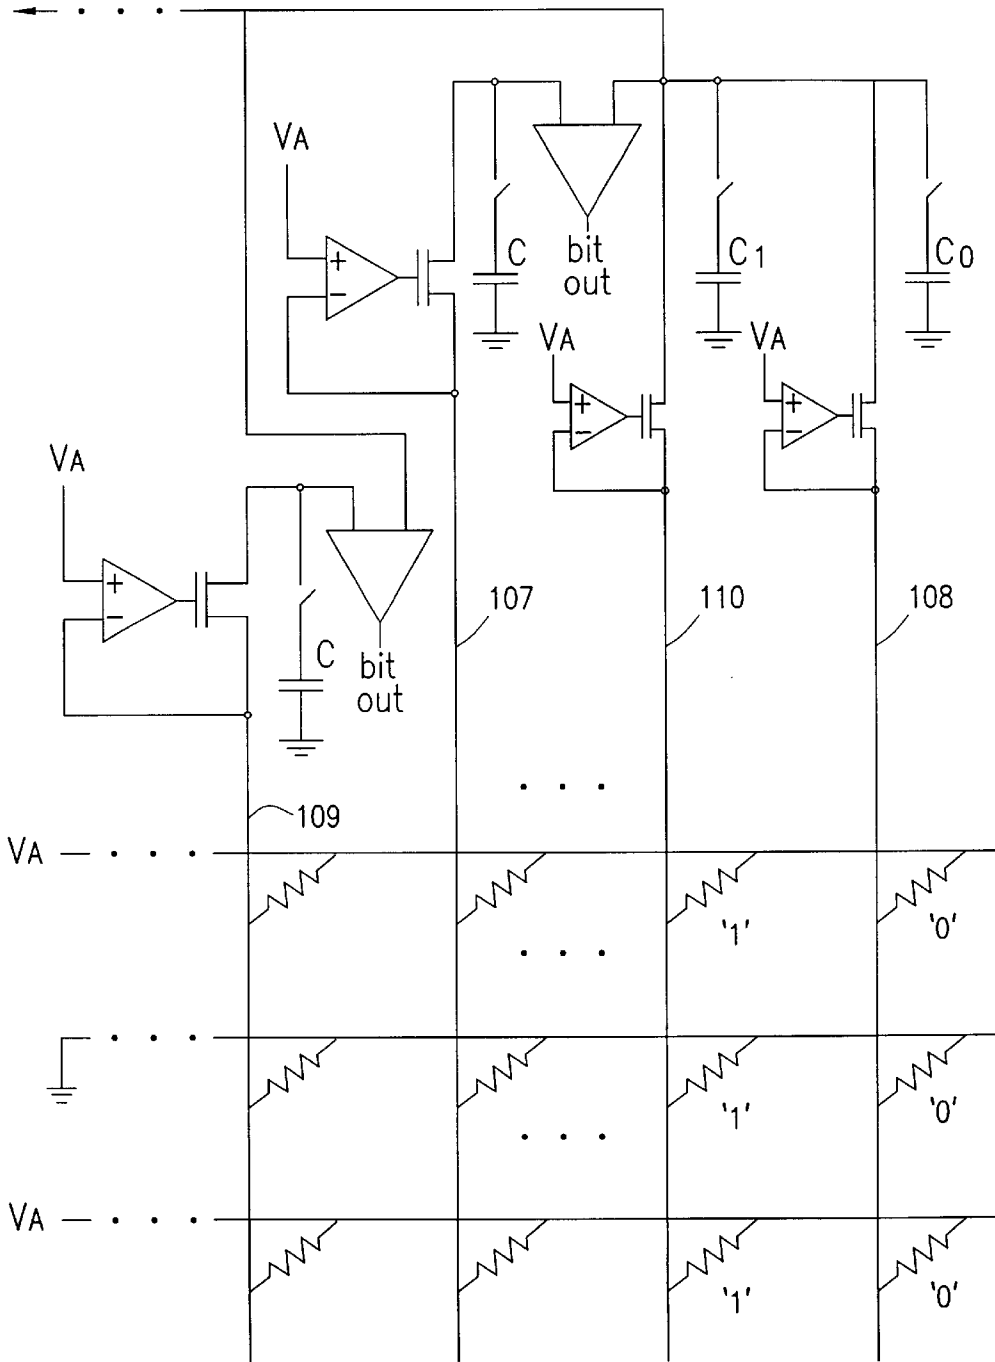 VA
+
−
C
bit
out
C1
C0
VA
+
−
VA
+
−
VA
+
−
C
bit
out
107
110
108
109
VA
'1'
'0'
'1'
'0'
VA
'1'
'0'